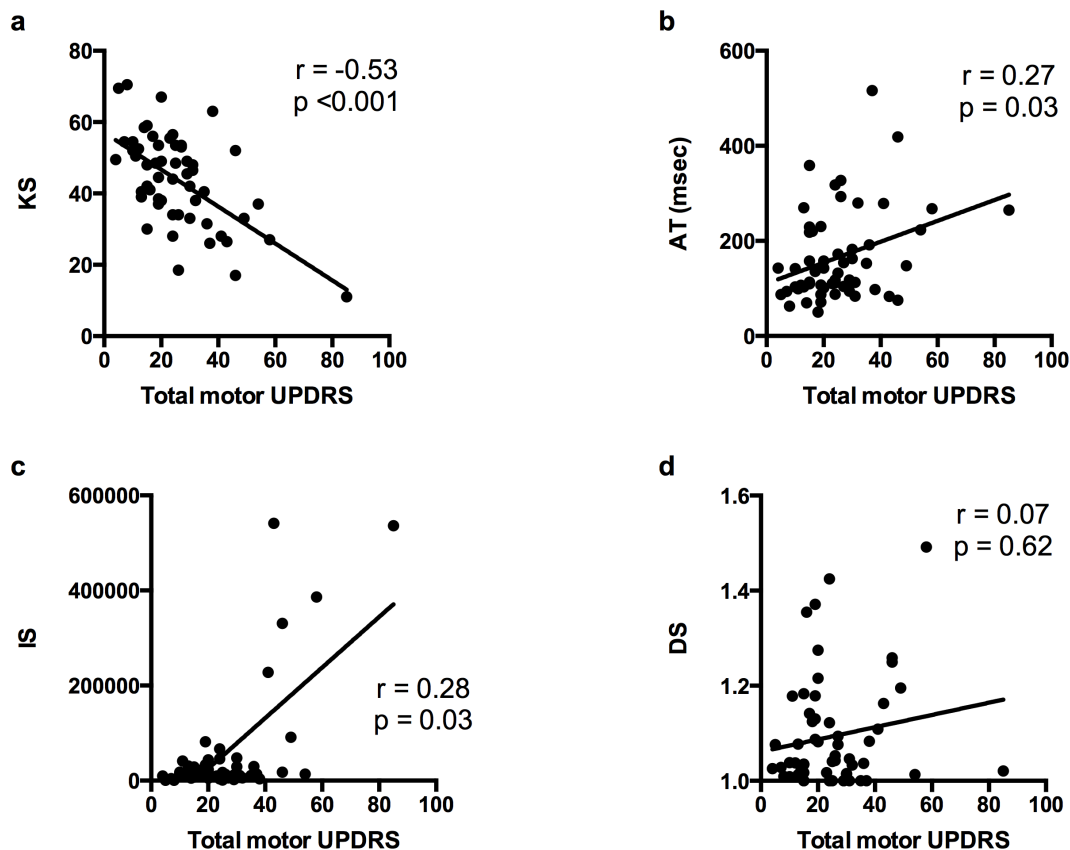 a
80
60
40
20
0
KS
r = -0.53
p <0.001
0 20 40 60 80 100
Total motor UPDRS
b
600
400
200
0
AT (msec)
r = 0.27
p = 0.03
0 20 40 60 80 100
Total motor UPDRS
c
600000
400000
200000
0
IS
r = 0.28
p = 0.03
0 20 40 60 80 100
Total motor UPDRS
d
1.6
1.4
1.2
1.0
DS
r = 0.07
p = 0.62
0 20 40 60 80 100
Total motor UPDRS